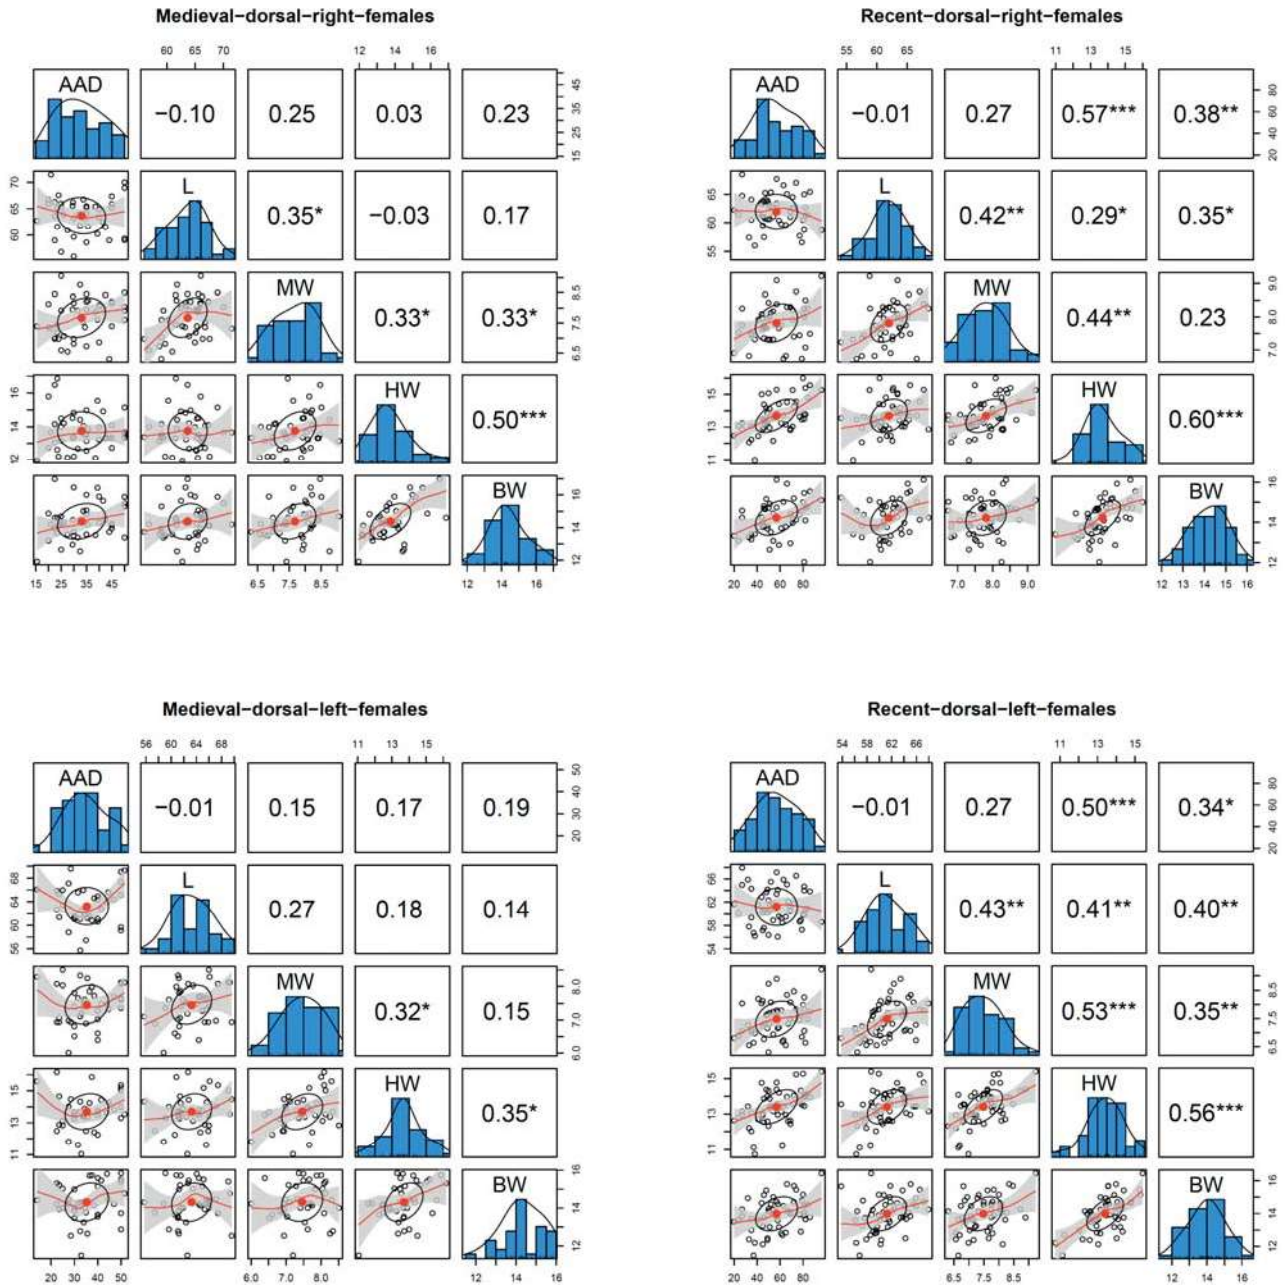 Medieval−dorsal−right−females
60 65 70
12 14 16
AAD
−0.10
0.25
0.03
0.23
15 25 35 45
60 65 70
L
0.35*
−0.03
0.17
MW
0.33*
0.33*
6.5 7.5 8.5
12 14 16
HW
0.50***
BW
12 14 16
15 25 35 45
6.5 7.5 8.5
12 14 16
Recent−dorsal−right−females
55 60 65
11 13 15
AAD
−0.01
0.27
0.57***
0.38**
20 40 60 80
55 60 65
L
0.42**
0.29*
0.35*
MW
0.44**
0.23
7.0 8.0 9.0
11 13 15
HW
0.60***
BW
12 14 16
20 40 60 80
7.0 8.0 9.0
12 13 14 15 16
Medieval−dorsal−left−females
56 60 64 68
11 13 15
AAD
−0.01
0.15
0.17
0.19
20 30 40 50
56 60 64 68
L
0.27
0.18
0.14
MW
0.32*
0.15
6.0 7.0 8.0
11 13 15
HW
0.35*
BW
12 14 16
20 30 40 50
6.0 7.0 8.0
12 14 16
Recent−dorsal−left−females
54 58 62 66
11 13 15
AAD
−0.01
0.27
0.50***
0.34*
20 40 60 80
54 58 62 66
L
0.43**
0.41**
0.40**
MW
0.53***
0.35**
6.5 7.5 8.5
11 13 15
HW
0.56***
BW
12 14 16
20 40 60 80
6.5 7.5 8.5
12 14 16